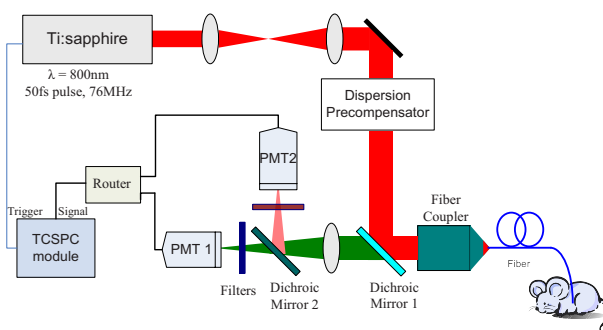 Ti:sapphire
λ = 800nm
50fs pulse, 76MHz
Dispersion
Precompensator
PMT2
Router
Fiber
Coupler
Trigger
Signal
TCSPC
module
PMT 1
Filters
Dichroic
Mirror 2
Dichroic
Mirror 1
Fiber